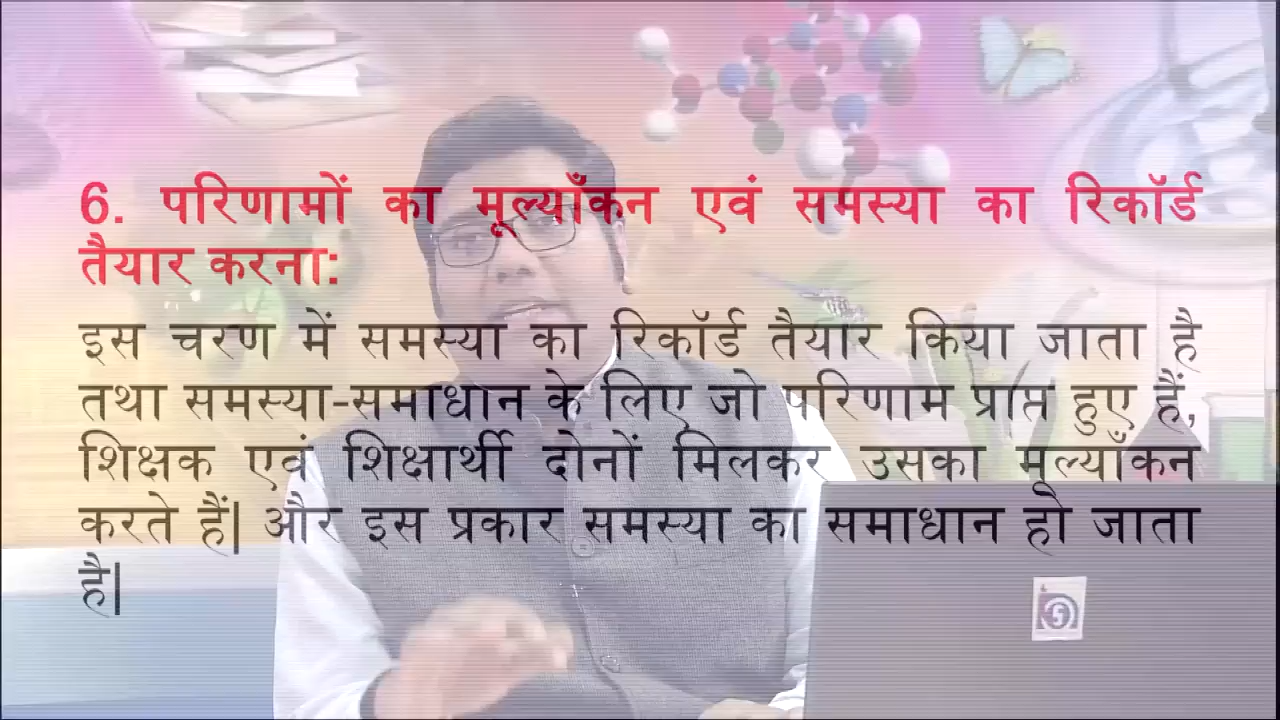 6. परिणामों का मूल्याँकन एवं समस्या का रिकॉर्ड
तैयार करना:
इस चरण में समस्या का रिकॉर्ड तैयार किया जाता है
तथा समस्या-समाधान के लिए जो परिणाम प्राप्त हुए हैं,
शिक्षक एवं शिक्षार्थी दोनों मिलकर उसका मूल्याँकन
करते हैं| और इस प्रकार समस्या का समाधान हो जाता
है|